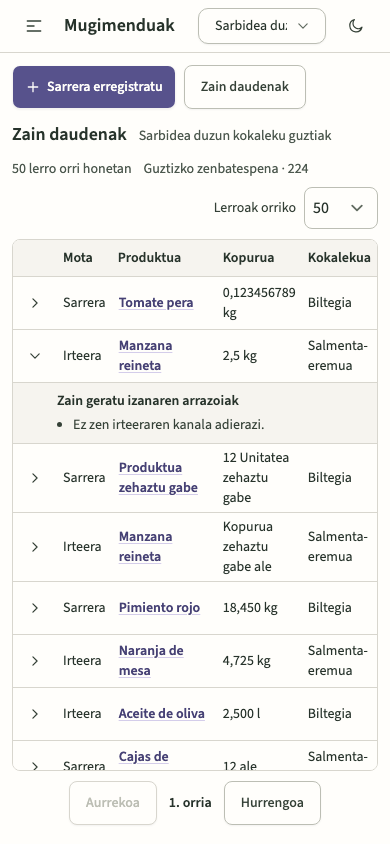 Mugimenduak
Sarbidea du
Sarrera erregistratu
Zain daudenak
Zain daudenak Sarbidea duzun kokaleku guztiak
50 lerro orri honetan Guztizko zenbatespena · 224
Lerroak orriko 50
Mota Produktua Kopurua Kokalekua
Sarrera Tomate pera 0,123456789 kg Biltegia
Irteera Manzana reineta 2,5 kg Salmenta-eremua
Zain geratu izanaren arrazoiak
• Ez zen irteeraren kanala adierazi.
Sarrera Produktua zehaztu gabe 12 Unitatea zehaztu gabe Biltegia
Irteera Manzana reineta Kopurua zehaztu gabe ale Salmenta-eremua
Sarrera Pimiento rojo 18,450 kg Biltegia
Irteera Naranja de mesa 4,725 kg Salmenta-eremua
Irteera Aceite de oliva 2,500 l Biltegia
Sarrera Cajas de 12 ale Salmenta-
Aurrekoa 1. orria Hurrengoa